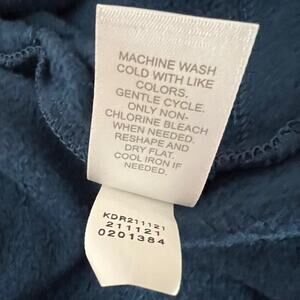 MACHINE WASH
COLD WITH LIKE
COLORS.
GENTLE CYCLE.
ONLY NON-
CHLORINE BLEACH
WHEN NEEDED.
RESHAPE AND
DRY FLAT.
COOL IRON IF
NEEDED.
KDR211121
211121
0201384